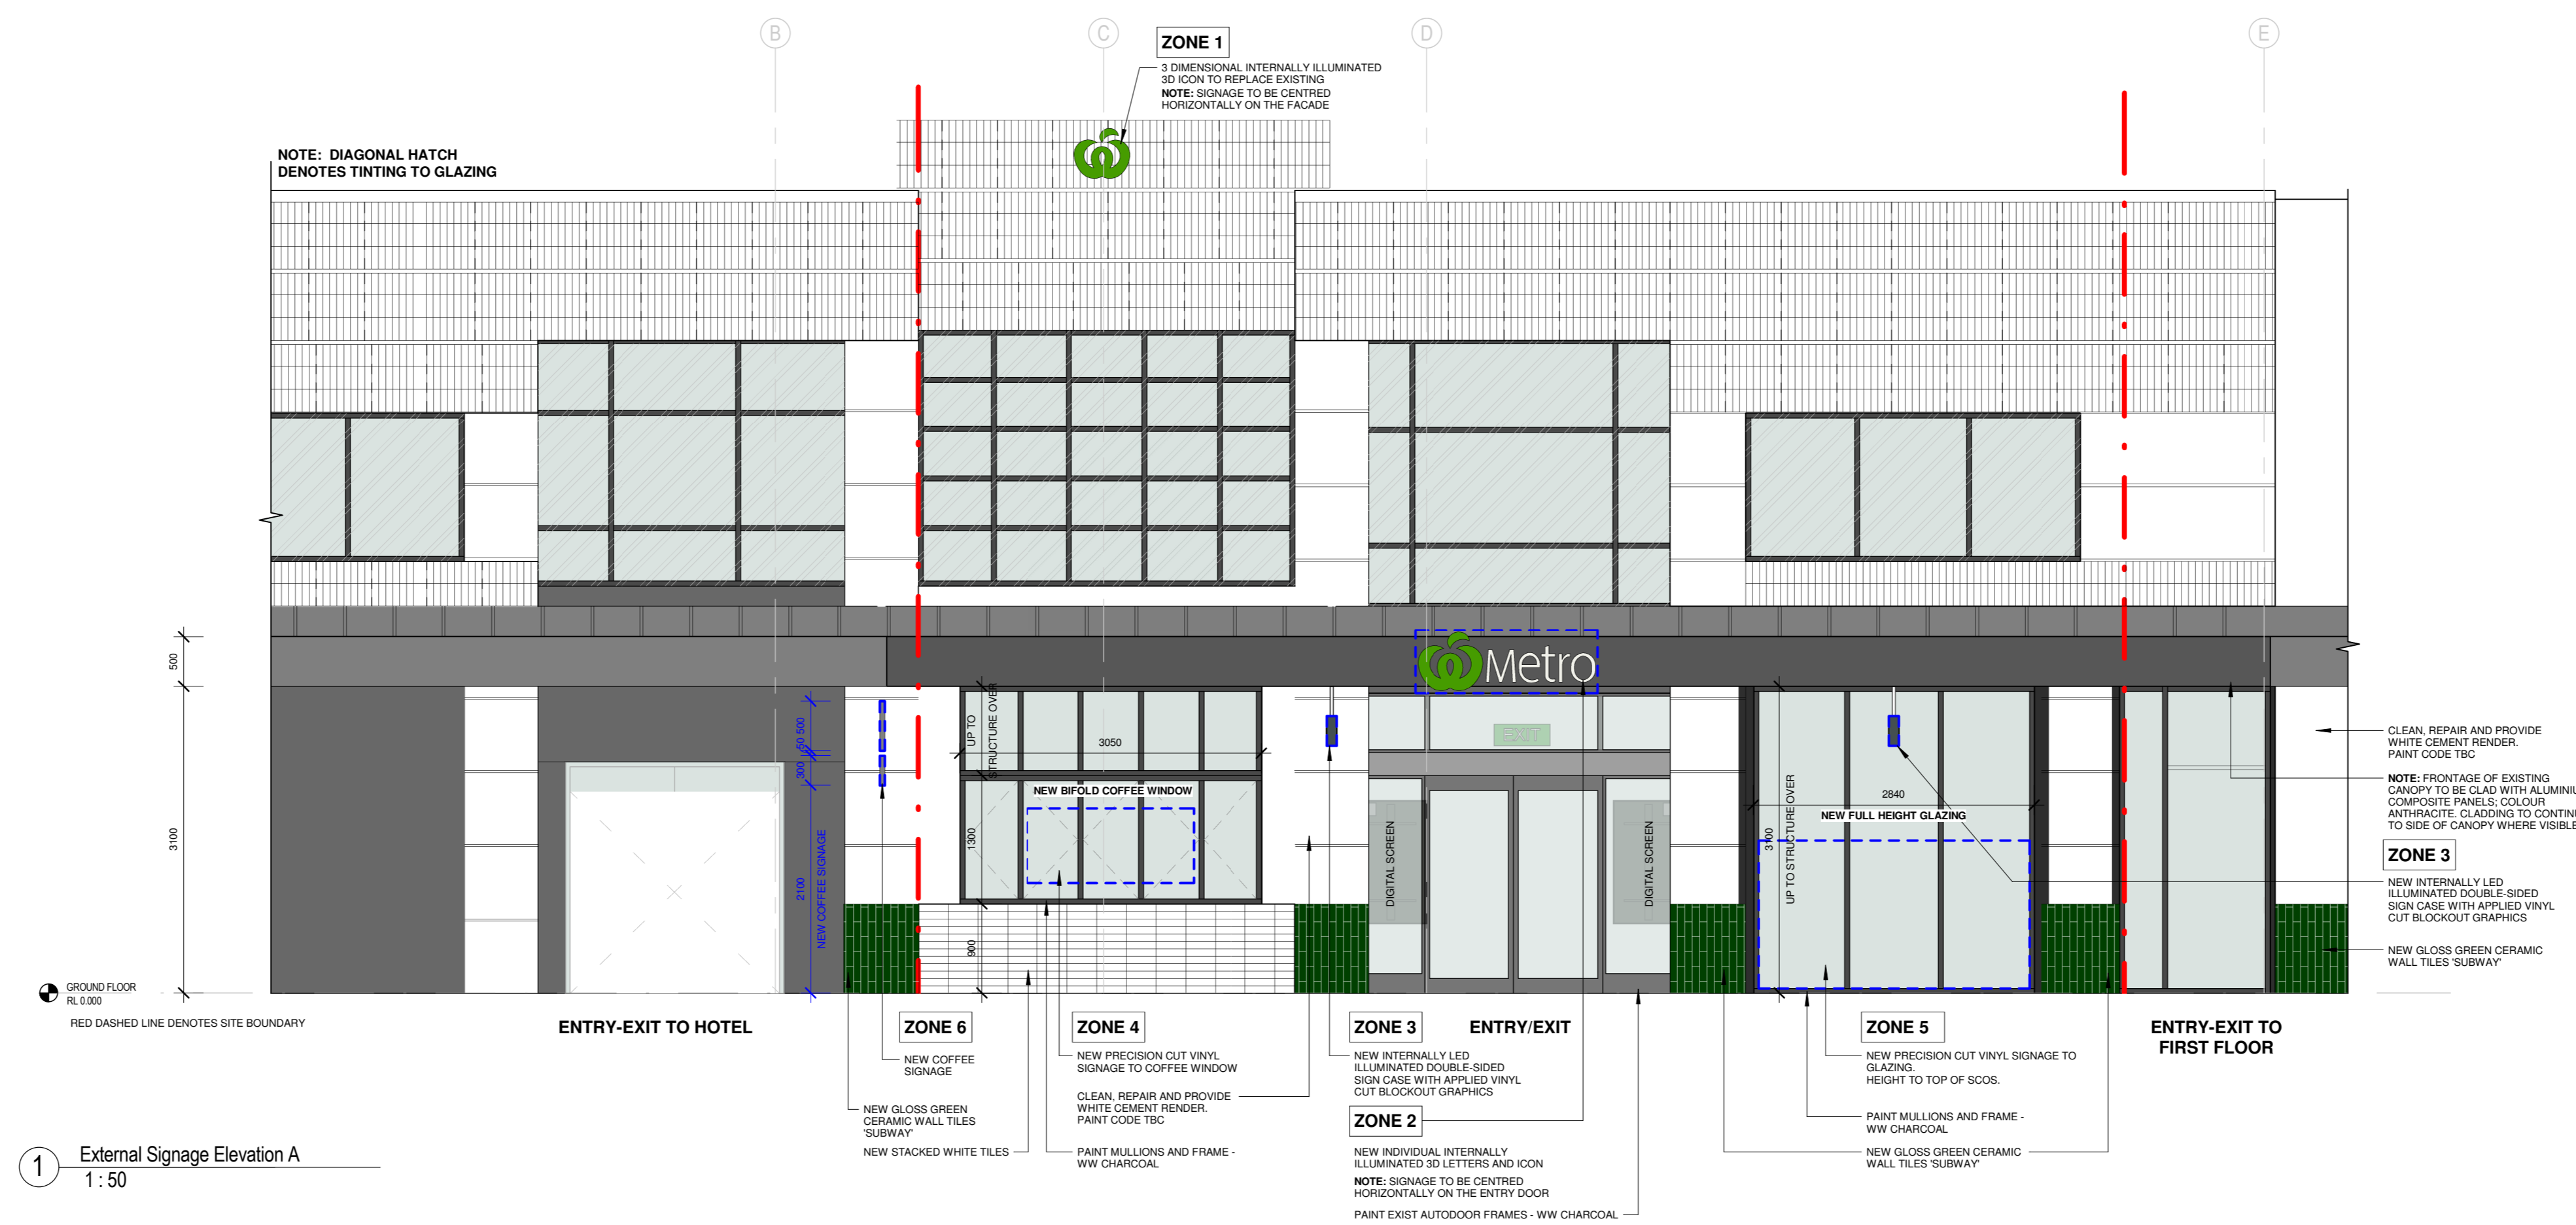 B
C
D
E
ZONE 1
3 DIMENSIONAL INTERNALLY ILLUMINATED
3D ICON TO REPLACE EXISTING
NOTE: SIGNAGE TO BE CENTRED
HORIZONTALLY ON THE FACADE
NOTE: DIAGONAL HATCH
DENOTES TINTING TO GLAZING
500
3100
Metro
EXIT
500
50
300
2100
NEW COFFEE SIGNAGE
UP TO
STRUCTURE OVER
3050
NEW BIFOLD COFFEE WINDOW
1300
900
DIGITAL SCREEN
DIGITAL SCREEN
2840
NEW FULL HEIGHT GLAZING
3100
UP TO STRUCTURE OVER
CLEAN, REPAIR AND PROVIDE
WHITE CEMENT RENDER.
PAINT CODE TBC
NOTE: FRONTAGE OF EXISTING
CANOPY TO BE CLAD WITH ALUMINIU
COMPOSITE PANELS; COLOUR
ANTHRACITE. CLADDING TO CONTINU
TO SIDE OF CANOPY WHERE VISIBLE
ZONE 3
NEW INTERNALLY LED
ILLUMINATED DOUBLE-SIDED
SIGN CASE WITH APPLIED VINYL
CUT BLOCKOUT GRAPHICS
NEW GLOSS GREEN CERAMIC
WALL TILES 'SUBWAY'
GROUND FLOOR
RL 0.000
RED DASHED LINE DENOTES SITE BOUNDARY
ENTRY-EXIT TO HOTEL
ZONE 6
NEW COFFEE
SIGNAGE
NEW GLOSS GREEN
CERAMIC WALL TILES
'SUBWAY'
NEW STACKED WHITE TILES
ZONE 4
NEW PRECISION CUT VINYL
SIGNAGE TO COFFEE WINDOW
CLEAN, REPAIR AND PROVIDE
WHITE CEMENT RENDER.
PAINT CODE TBC
PAINT MULLIONS AND FRAME -
WW CHARCOAL
ZONE 3
ENTRY/EXIT
NEW INTERNALLY LED
ILLUMINATED DOUBLE-SIDED
SIGN CASE WITH APPLIED VINYL
CUT BLOCKOUT GRAPHICS
ZONE 2
NEW INDIVIDUAL INTERNALLY
ILLUMINATED 3D LETTERS AND ICON
NOTE: SIGNAGE TO BE CENTRED
HORIZONTALLY ON THE ENTRY DOOR
PAINT EXIST AUTODOOR FRAMES - WW CHARCOAL
ZONE 5
NEW PRECISION CUT VINYL SIGNAGE TO
GLAZING.
HEIGHT TO TOP OF SCOS.
PAINT MULLIONS AND FRAME -
WW CHARCOAL
NEW GLOSS GREEN CERAMIC
WALL TILES 'SUBWAY'
ENTRY-EXIT TO
FIRST FLOOR
1
External Signage Elevation A
1 : 50